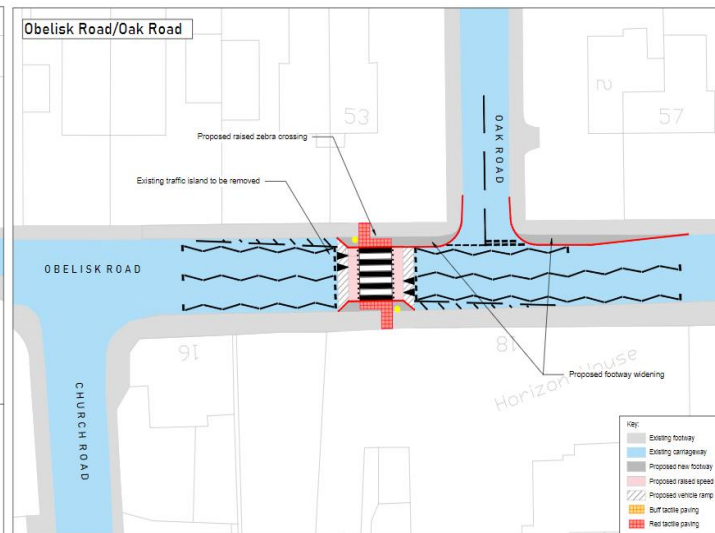 Obelisk Road/Oak Road
53
2
57
Proposed raised zebra crossing
OAK ROAD
Existing traffic island to be removed
OBELISK ROAD
16
18
Horizon House
Proposed footway widening
CHURCH ROAD
Key:
Existing footway
Existing carriageway
Proposed new footway
Proposed raised speed
Proposed vehicle ramp
Buff tactile paving
Red tactile paving